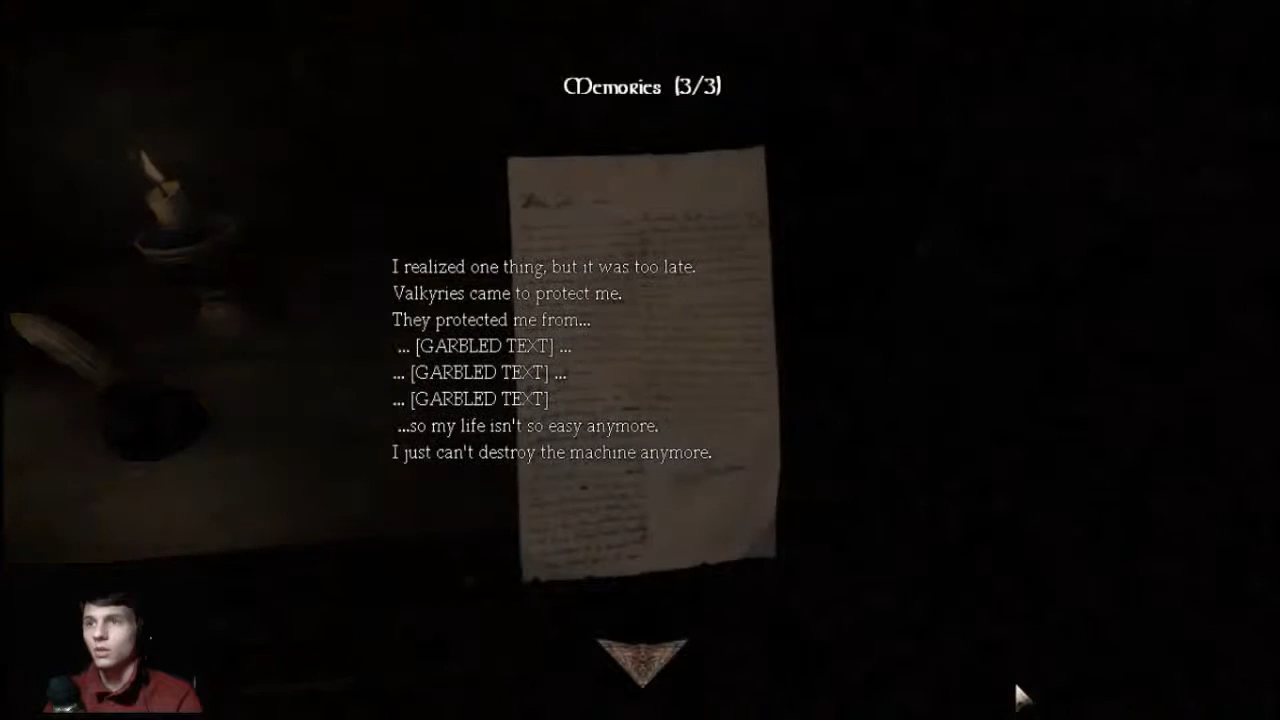 Memories (3/3)
I realized one thing, but it was too late.
Valkyries came to protect me.
They protected me from...
... [GARBLED TEXT] ...
... [GARBLED TEXT] ...
... [GARBLED TEXT]
...so my life isn't so easy anymore.
I just can't destroy the machine anymore.